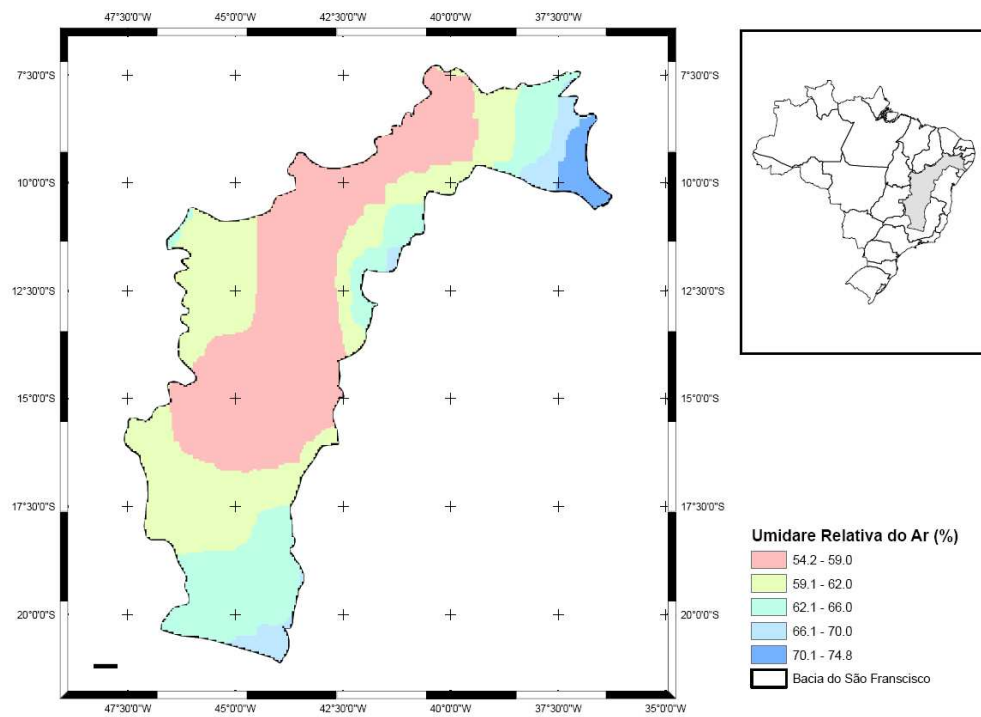 47°30'0"W 45°0'0"W 42°30'0"W 40°0'0"W 37°30'0"W
7°30'0"S 7°30'0"S
10°0'0"S 10°0'0"S
12°30'0"S 12°30'0"S
15°0'0"S 15°0'0"S
17°30'0"S 17°30'0"S
20°0'0"S 20°0'0"S
47°30'0"W 45°0'0"W 42°30'0"W 40°0'0"W 37°30'0"W 35°0'0"W
Umidare Relativa do Ar (%)
54.2 - 59.0
59.1 - 62.0
62.1 - 66.0
66.1 - 70.0
70.1 - 74.8
Bacia do São Franscisco